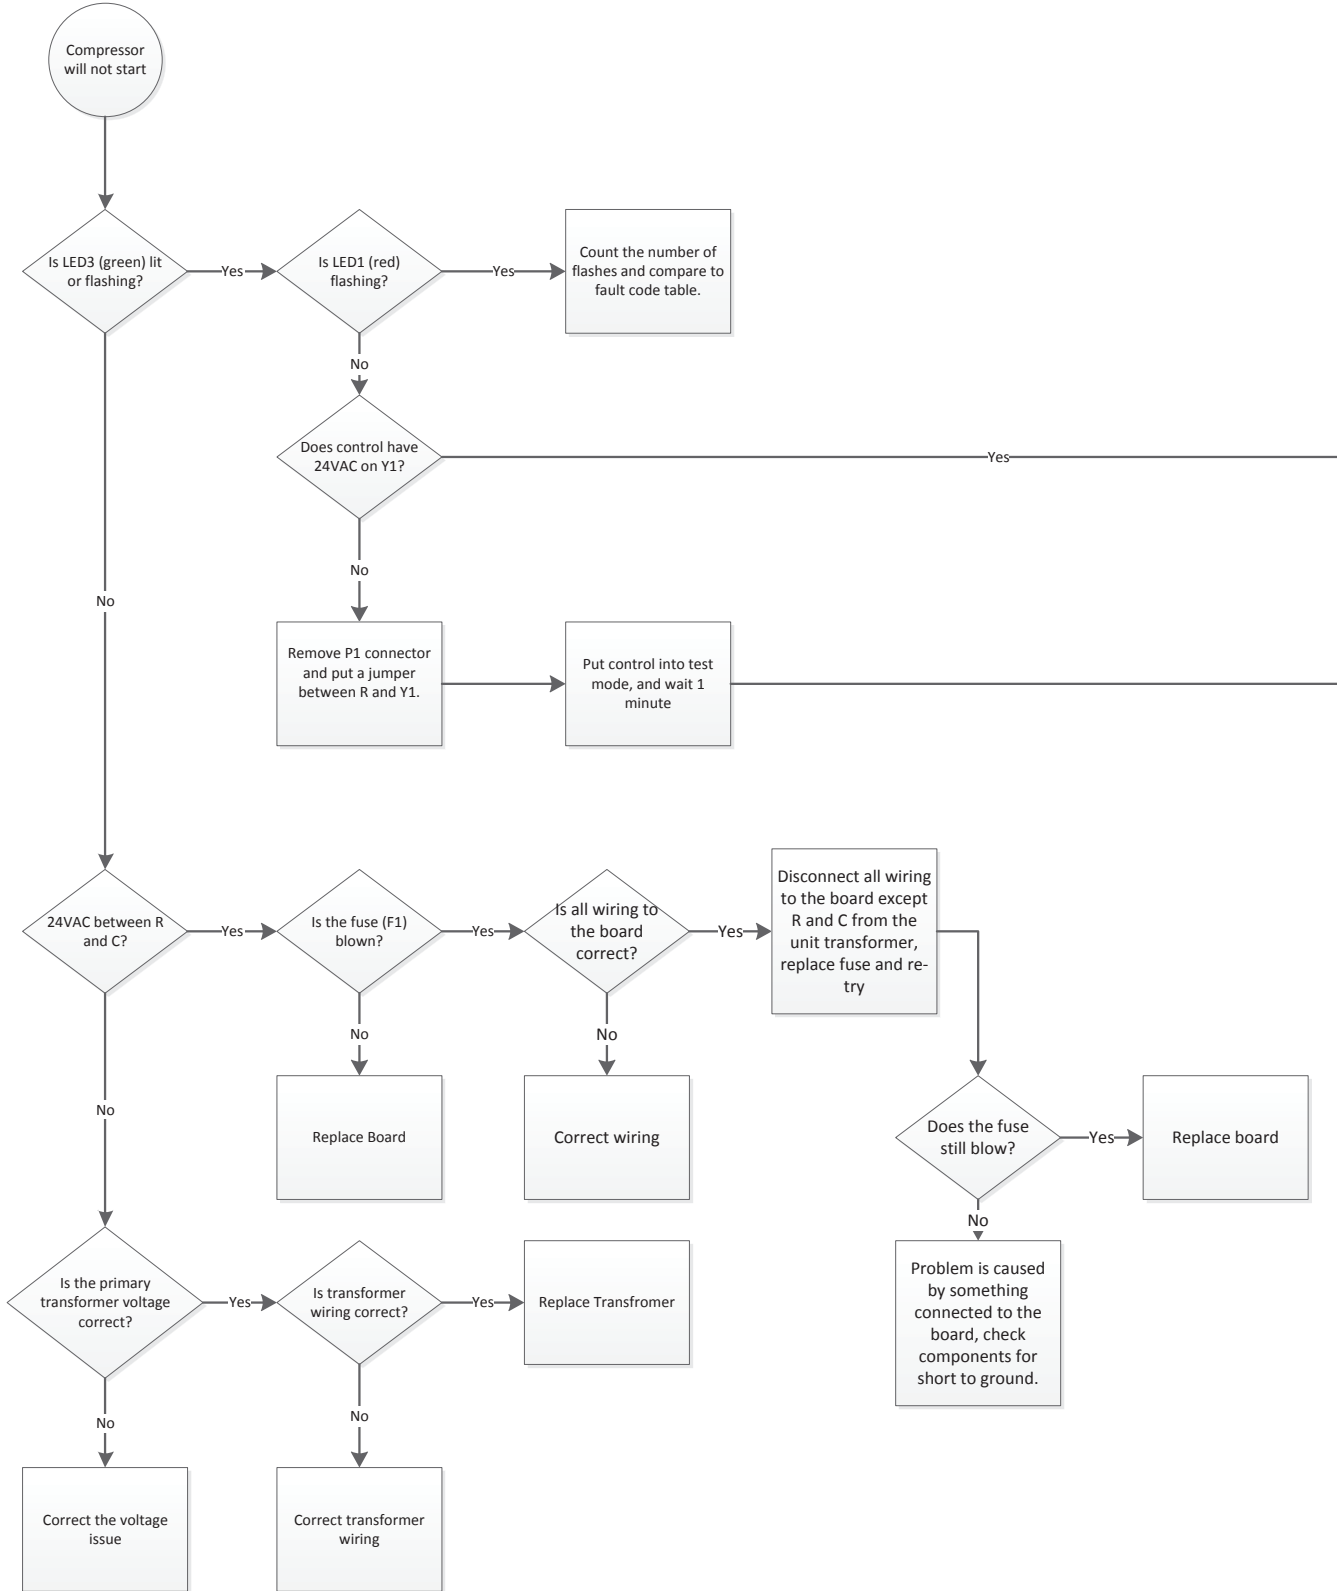 Compressor
will not start
Is LED3 (green) lit
or flashing?
Yes
Is LED1 (red)
flashing?
Yes
Count the number of
flashes and compare to
fault code table.
No
Does control have
24VAC on Y1?
Yes
No
No
Remove P1 connector
and put a jumper
between R and Y1.
Put control into test
mode, and wait 1
minute
24VAC between R
and C?
Yes
Is the fuse (F1)
blown?
Yes
Is all wiring to
the board
correct?
Yes
Disconnect all wiring
to the board except
R and C from the
unit transformer,
replace fuse and re-
try
No
No
No
Replace Board
Correct wiring
Does the fuse
still blow?
Yes
Replace board
No
Is the primary
transformer voltage
correct?
Yes
Is transformer
wiring correct?
Yes
Replace Transfromer
Problem is caused
by something
connected to the
board, check
components for
short to ground.
No
No
Correct the voltage
issue
Correct transformer
wiring